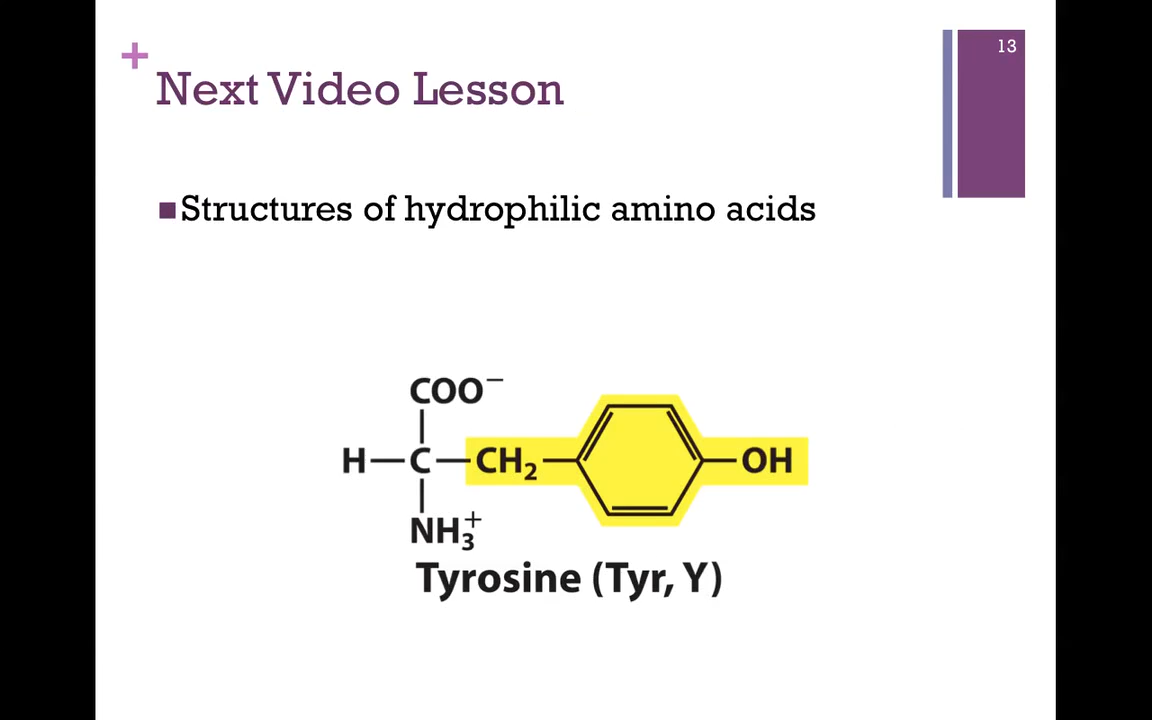 13
+
Next Video Lesson
Structures of hydrophilic amino acids
COO⁻
H—C—CH₂ OH
NH₃⁺
Tyrosine (Tyr, Y)